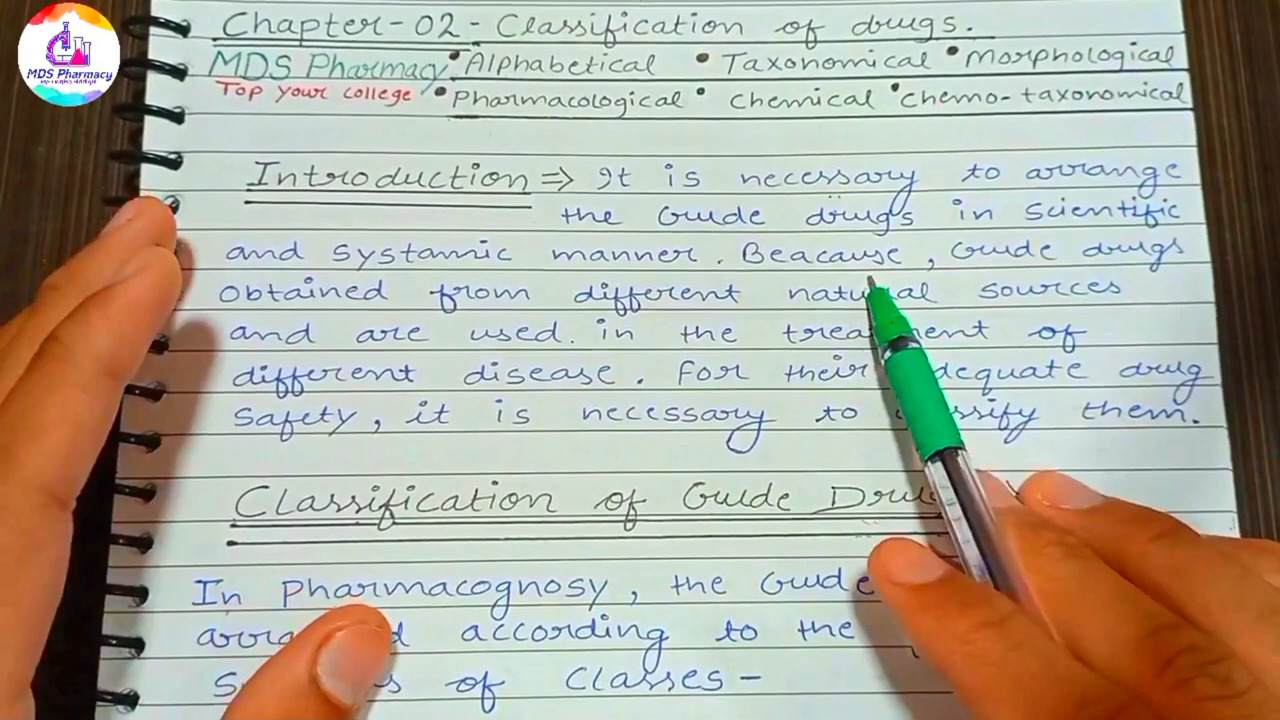 MDS Pharmacy
Chapter-02-Classification of drugs.
MDS Pharmacy • Alphabetical • Taxonomical • Morphological
Top your college • Pharmacological • Chemical • Chemo-taxonomical
Introduction ⇒ It is necessary to arrange
the Crude drugs in Scientific
and systamic manner. Beacause, Crude drugs
obtained from different natural sources
and are used in the treatment of
different disease. For their adequate drug
Safety, it is necessary to classify them.
Classification of Crude
In Pharmacognosy, the Crude
according to the
of Classes-